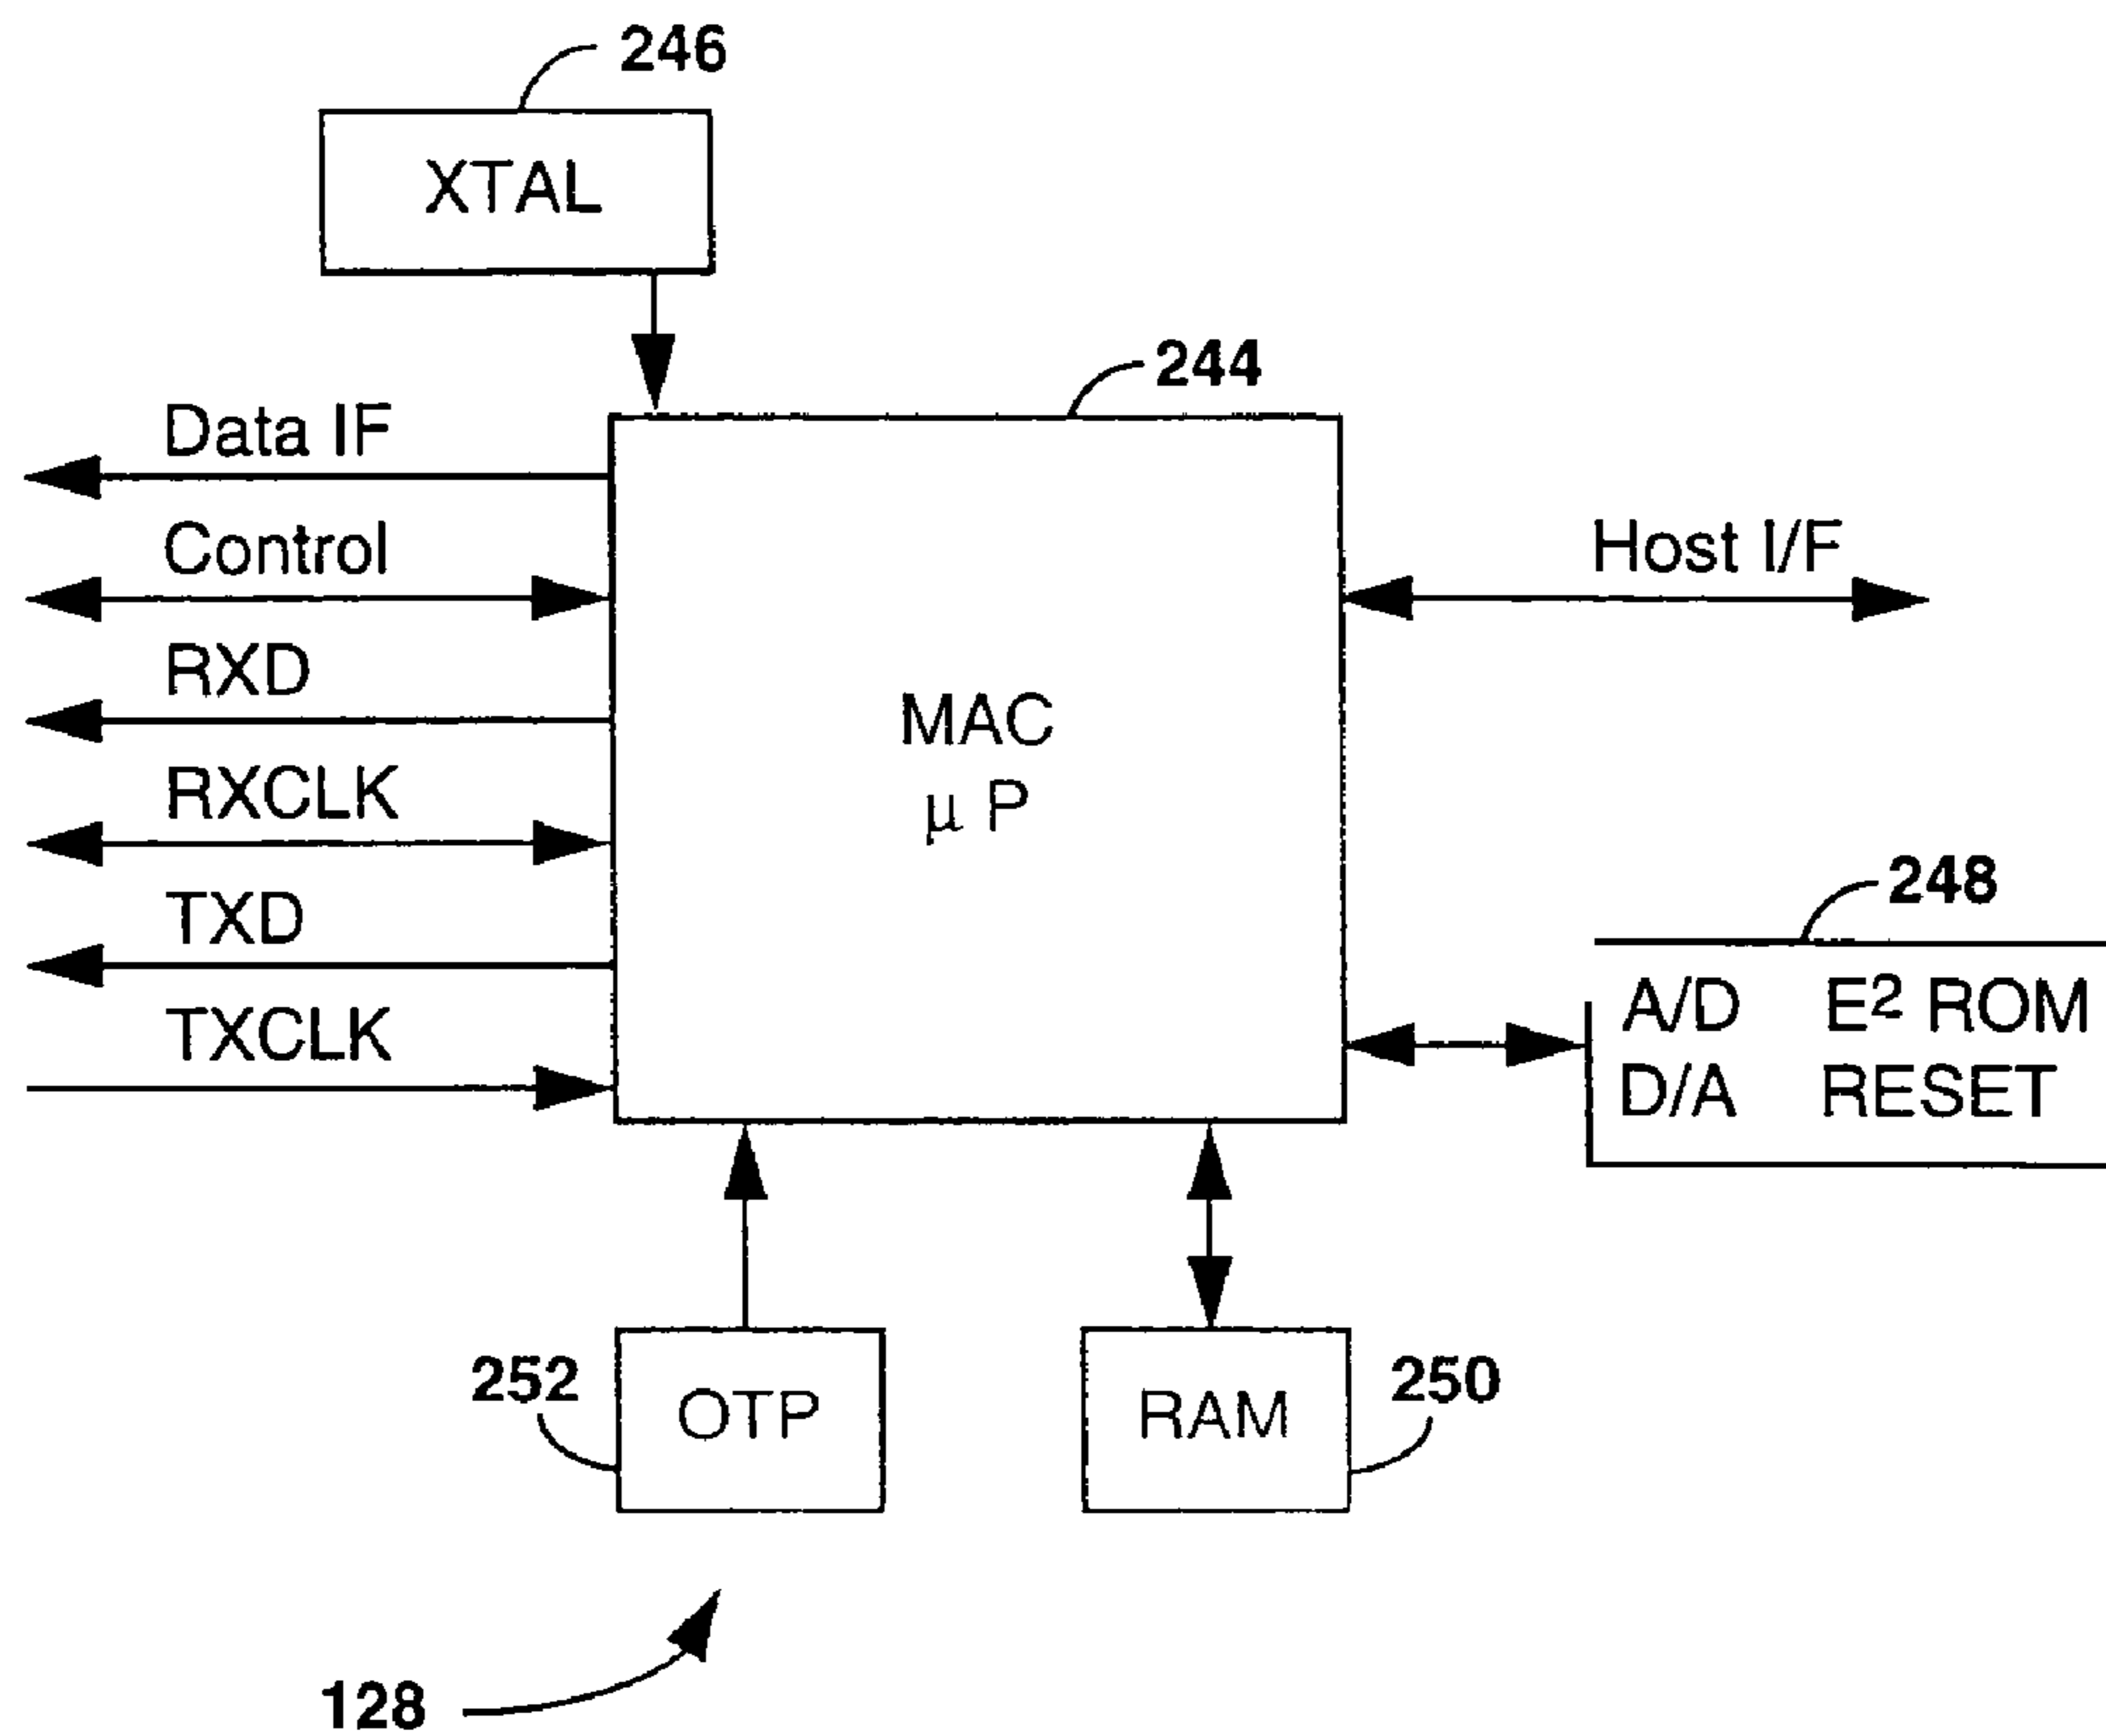 246
XTAL
244
Data IF
Control
Host I/F
RXD
MAC
μ P
RXCLK
248
TXD
A/D E² ROM
TXCLK
D/A RESET
252
OTP
RAM
250
128